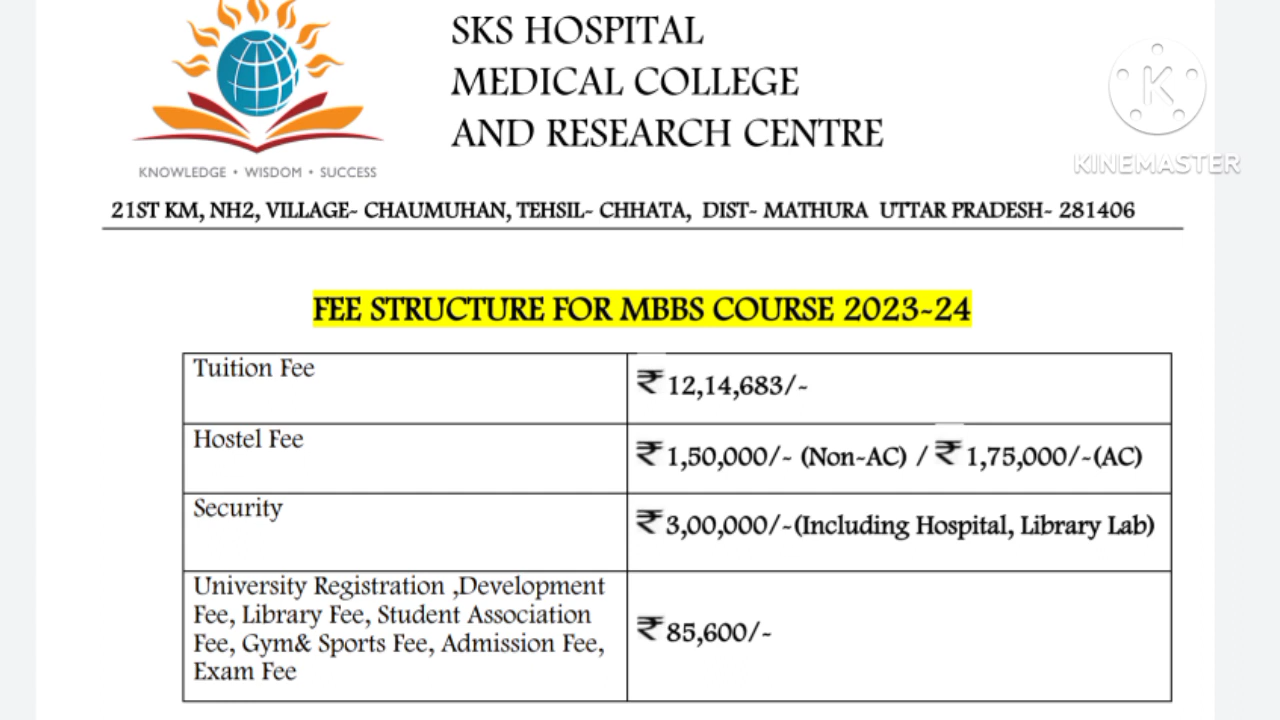 SKS HOSPITAL
MEDICAL COLLEGE
AND RESEARCH CENTRE
KNOWLEDGE • WISDOM • SUCCESS
K
KINEMASTER
21ST KM, NH2, VILLAGE- CHAUMUHAN, TEHSIL- CHHATA, DIST- MATHURA UTTAR PRADESH- 281406
FEE STRUCTURE FOR MBBS COURSE 2023-24
Tuition Fee
₹12,14,683/-
Hostel Fee
₹1,50,000/- (Non-AC) / ₹1,75,000/-(AC)
Security
₹3,00,000/-(Including Hospital, Library Lab)
University Registration ,Development
Fee, Library Fee, Student Association
Fee, Gym& Sports Fee, Admission Fee,
Exam Fee
₹85,600/-